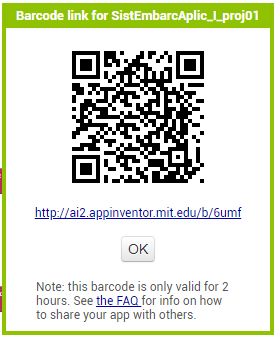 Barcode link for SistEmbarcAplic_I_proj01
http://ai2.appinventor.mit.edu/b/6umf
OK
Note: this barcode is only valid for 2
hours. See the FAQ for info on how
to share your app with others.